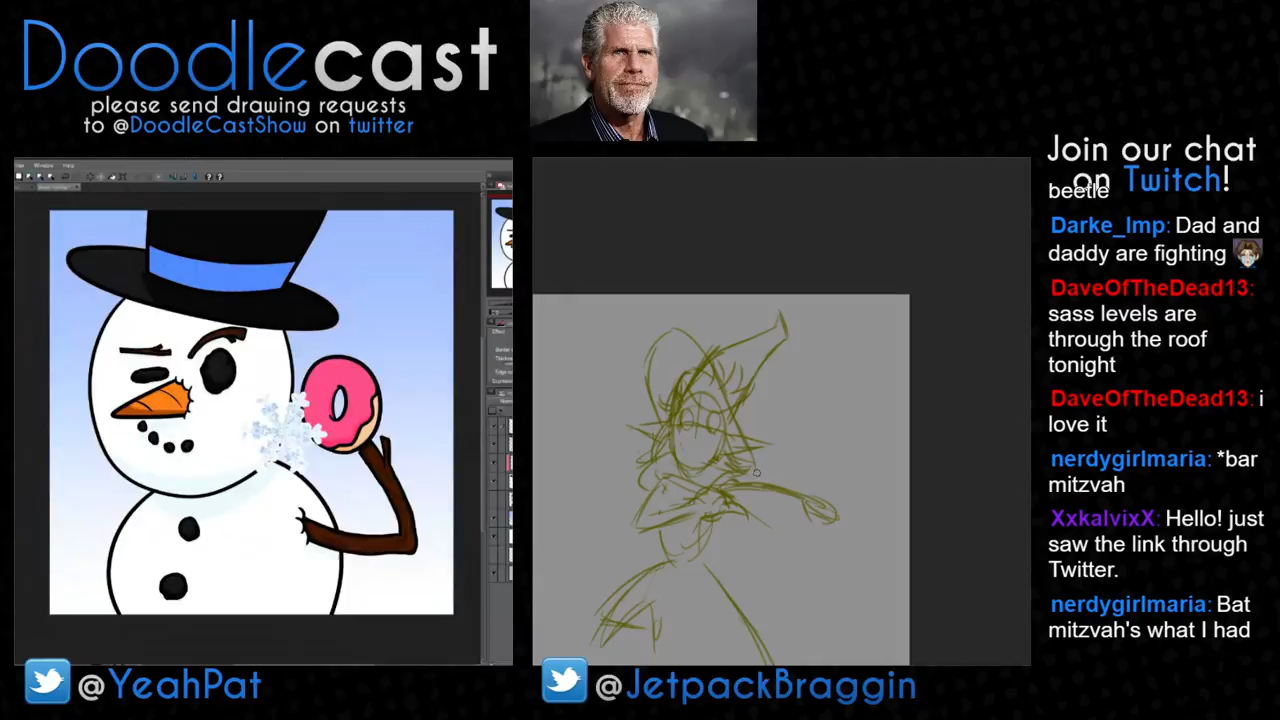 Doodlecast
please send drawing requests
to @DoodleCastShow on twitter
Window Help
@YeahPat
@JetpackBraggin
Join our chat
on Twitch!
beetle
Darke_Imp: Dad and
daddy are fighting
DaveOfTheDead13:
sass levels are
through the roof
tonight
DaveOfTheDead13: i
love it
nerdygirlmaria: *bar
mitzvah
XxkalvixX: Hello! just
saw the link through
Twitter.
nerdygirlmaria: Bat
mitzvah's what I had